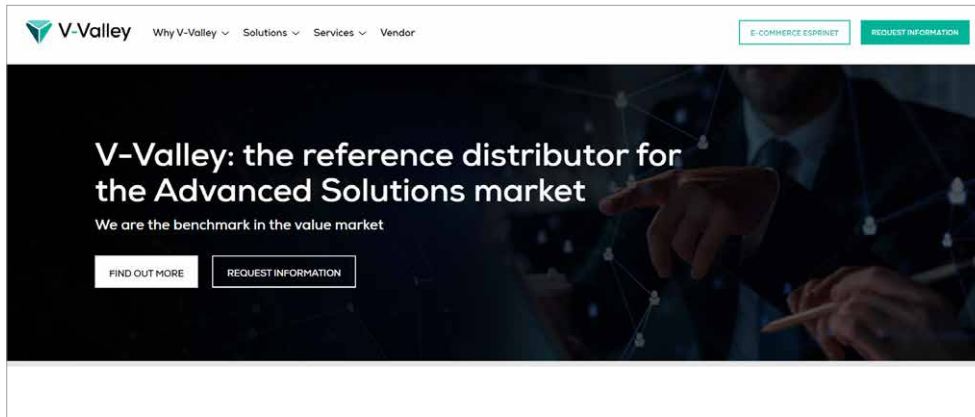 V-Valley
Why V-Valley
Solutions
Services
Vendor
E-COMMERCE ESPRINET
REQUEST INFORMATION
V-Valley: the reference distributor for
the Advanced Solutions market
We are the benchmark in the value market
FIND OUT MORE
REQUEST INFORMATION